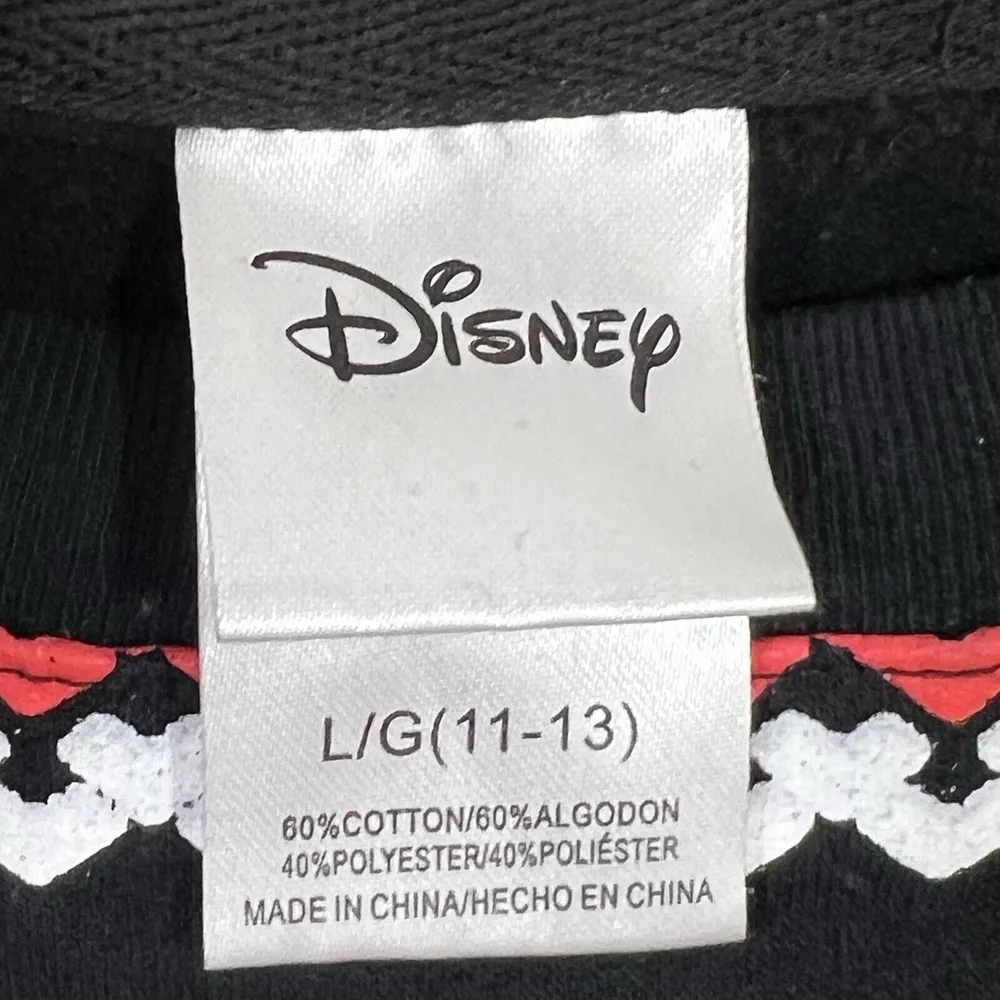 Disney
L/G(11-13)
60%COTTON/60%ALGODON
40%POLYESTER/40%POLIÉSTER
MADE IN CHINA/HECHO EN CHINA